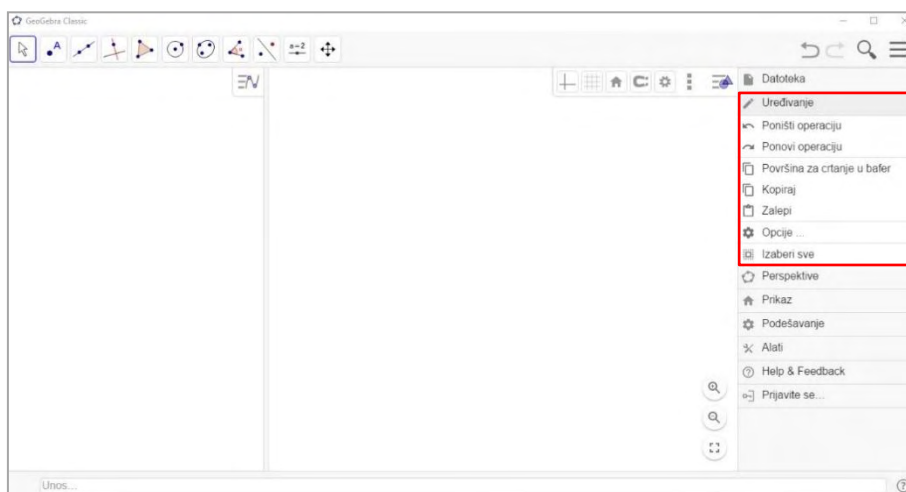 GeoGebra Classic
A
a=2
Datoteka
Uređivanje
Poništi operaciju
Ponovi operaciju
Površina za crtanje u bafer
Kopiraj
Zalepi
Opcije ...
Izaberi sve
Perspektive
Prikaz
Podešavanje
Alati
Help & Feedback
Prijavite se...
Unos...